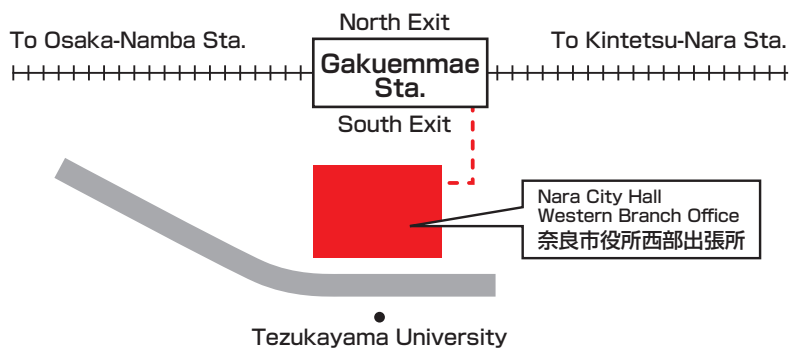 North Exit
To Osaka-Namba Sta.
To Kintetsu-Nara Sta.
Gakuemmae
Sta.
South Exit
Nara City Hall
Western Branch Office
奈良市役所西部出張所
Tezukayama University